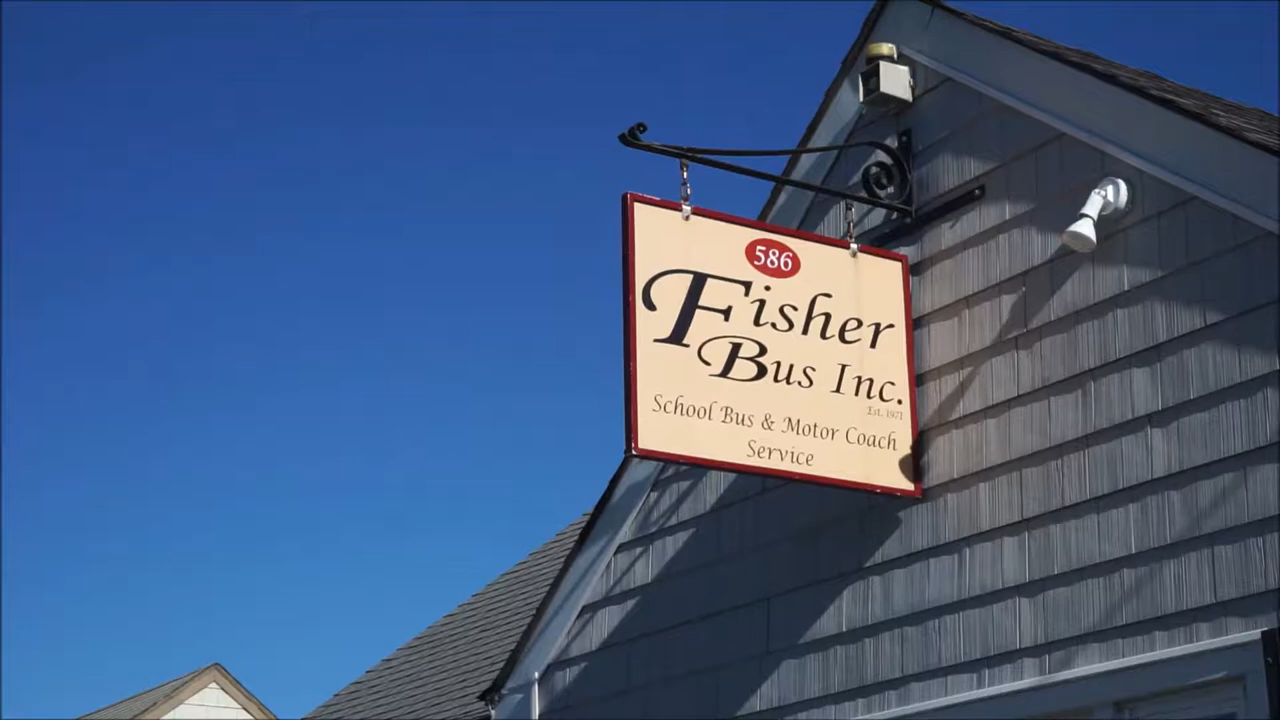 586
Fisher
Bus Inc.
Est. 1971
School Bus & Motor Coach
Service